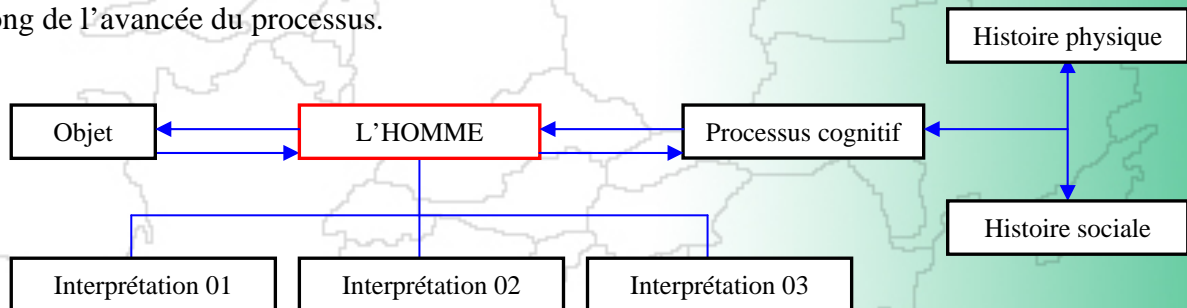 ong de l'avancée du processus.
Histoire physique
Objet
L'HOMME
Processus cognitif
Histoire sociale
Interprétation 01
Interprétation 02
Interprétation 03